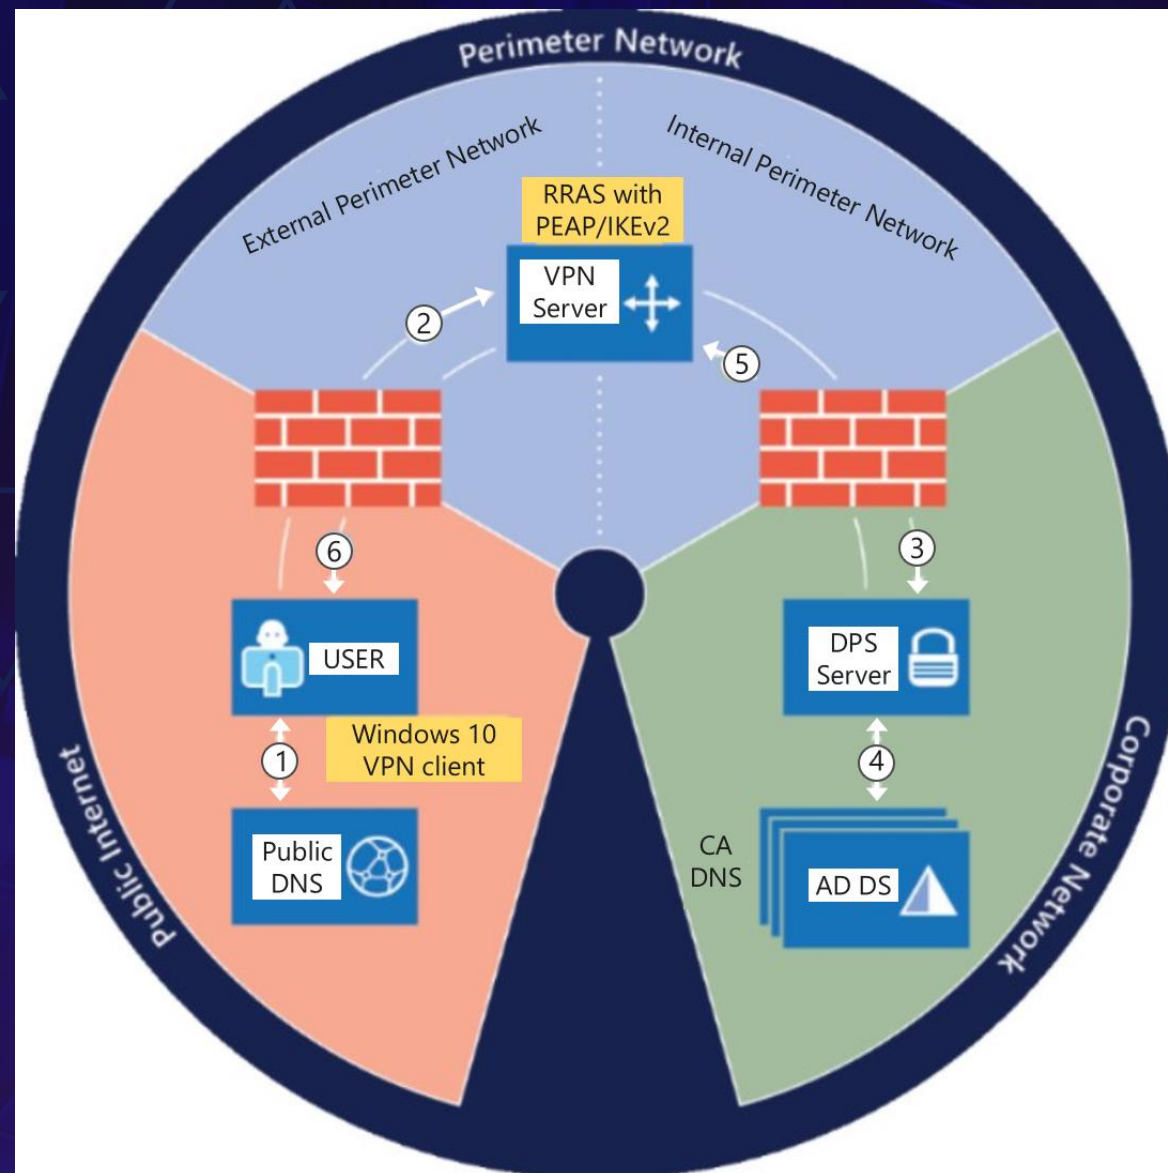 Perimeter Network
External Perimeter Network
Internal Perimeter Network
RRAS with
PEAP/IKEv2
VPN
Server
2
5
6
3
USER
DPS
Server
Windows 10
VPN client
1
4
Public
DNS
CA
DNS
AD DS
Public Internet
Corporate Network